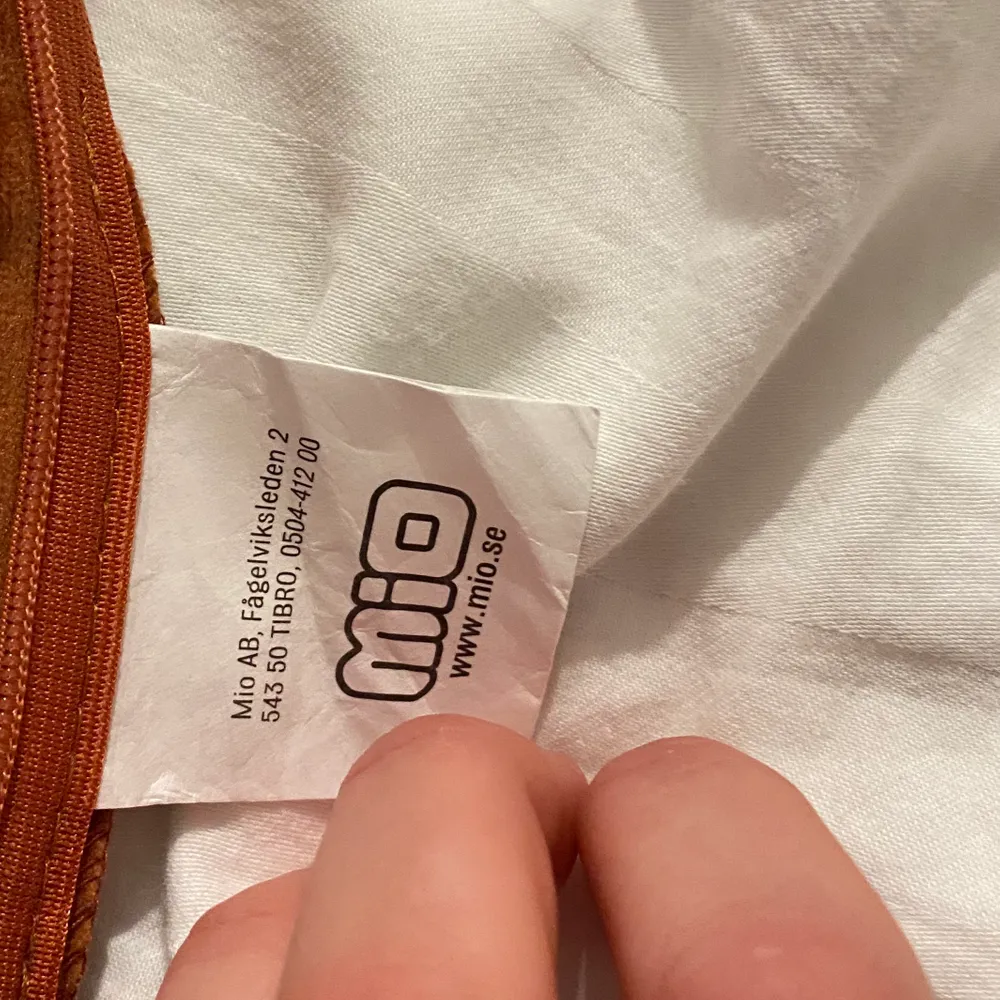 Mio AB, Fågelviksleden 2
543 50 TIBRO, 0504-412 00
mio
www.mio.se